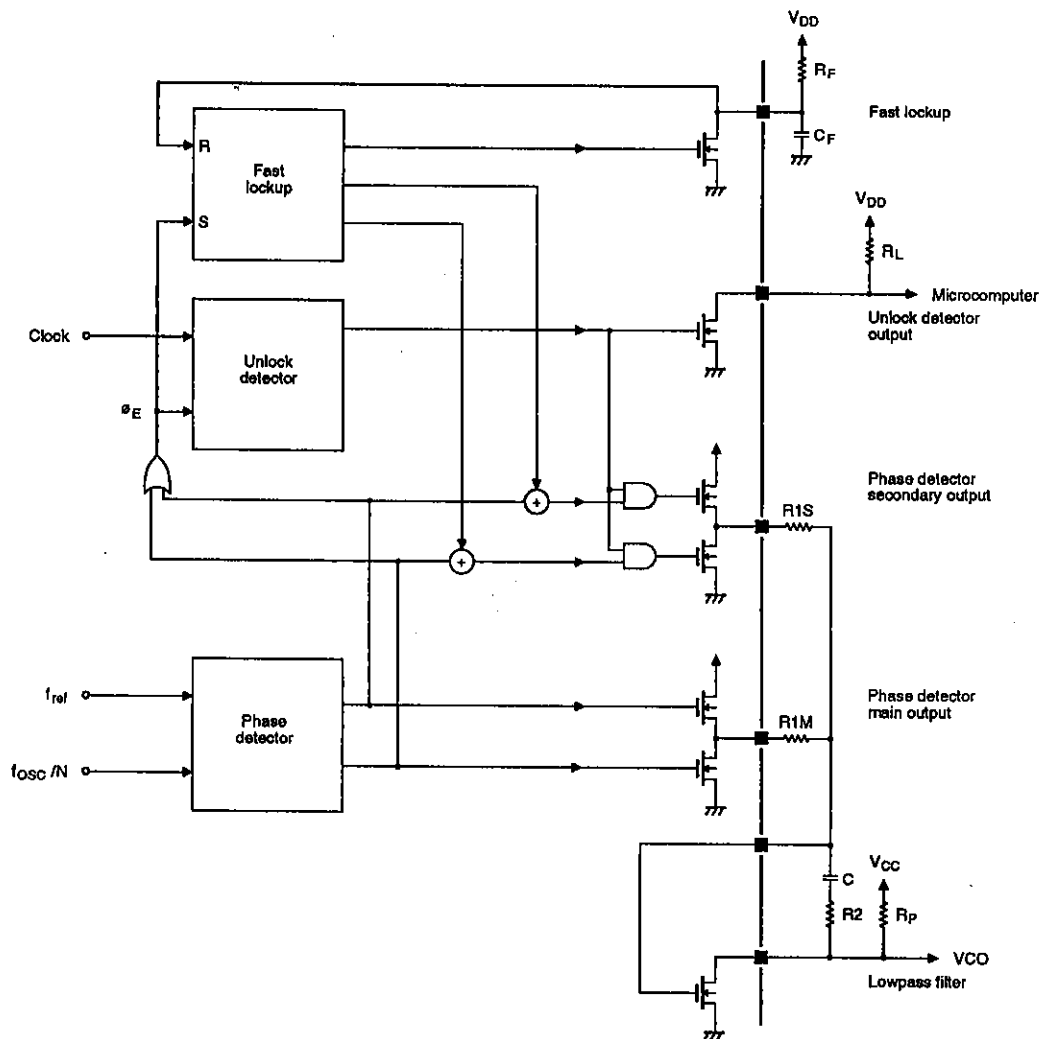 VDD
RF
Fast lockup
CF
R
Fast
lockup
S
VDD
RL
Microcomputer
Unlock detector
output
Clock
Unlock
detector
øE
Phase detector
secondary output
R1S
+
+
fref
Phase
detector
fOSC /N
Phase detector
main output
R1M
C
VCC
R2
RP
VCO
Lowpass filter